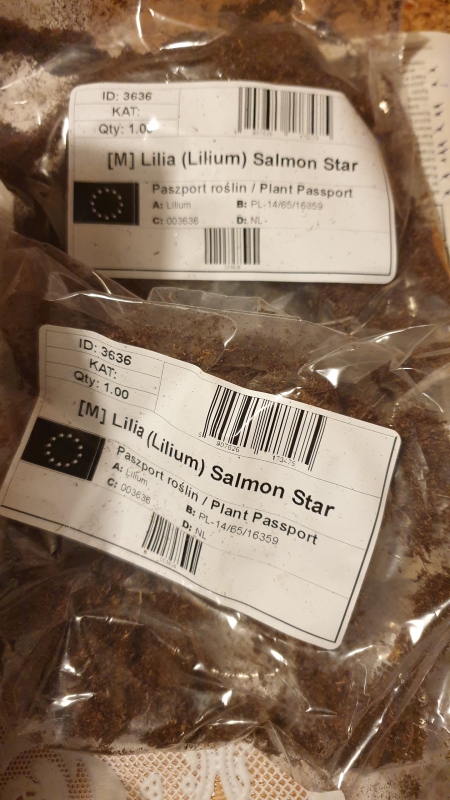 ID: 3636
KAT:
Qty: 1.00
[M] Lilia (Lilium) Salmon Star
Paszport roślin / Plant Passport
A: Lilium B: PL-14/65/16359
C: 003636 D: NL-
ID: 3636
KAT:
Qty: 1.00
[M] Lilia (Lilium) Salmon Star
Paszport roślin / Plant Passport
A: Lilium B: PL-14/65/16359
C: 003636 D: NL